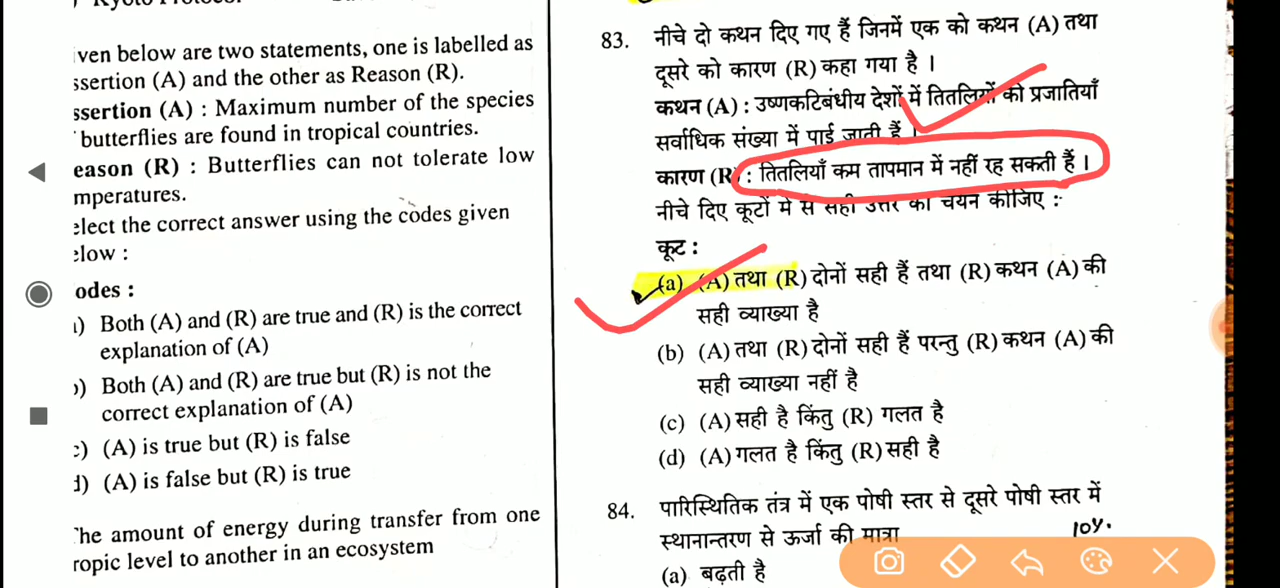 Kyoto Protocol
iven below are two statements, one is labelled as
ssertion (A) and the other as Reason (R).
ssertion (A) : Maximum number of the species
butterflies are found in tropical countries.
eason (R) : Butterflies can not tolerate low
mperatures.
elect the correct answer using the codes given
elow :
odes :
) Both (A) and (R) are true and (R) is the correct
explanation of (A)
) Both (A) and (R) are true but (R) is not the
correct explanation of (A)
) (A) is true but (R) is false
) (A) is false but (R) is true
he amount of energy during transfer from one
ropic level to another in an ecosystem
83. नीचे दो कथन दिए गए हैं जिनमें एक को कथन (A) तथा
दूसरे को कारण (R) कहा गया है ।
कथन (A) : उष्णकटिबंधीय देशों में तितलियों की प्रजातियाँ
सर्वाधिक संख्या में पाई जाती हैं ।
कारण (R) : तितलियाँ कम तापमान में नहीं रह सकती हैं ।
नीचे दिए कूटों में से सही उत्तर का चयन कीजिए :
कूट :
(a) (A) तथा (R) दोनों सही हैं तथा (R) कथन (A) की
सही व्याख्या है
(b) (A) तथा (R) दोनों सही हैं परन्तु (R) कथन (A) की
सही व्याख्या नहीं है
(c) (A) सही है किंतु (R) गलत है
(d) (A) गलत है किंतु (R) सही है
84. पारिस्थितिक तंत्र में एक पोषी स्तर से दूसरे पोषी स्तर में
स्थानान्तरण से ऊर्जा की मात्रा
10%.
(a) बढ़ती है